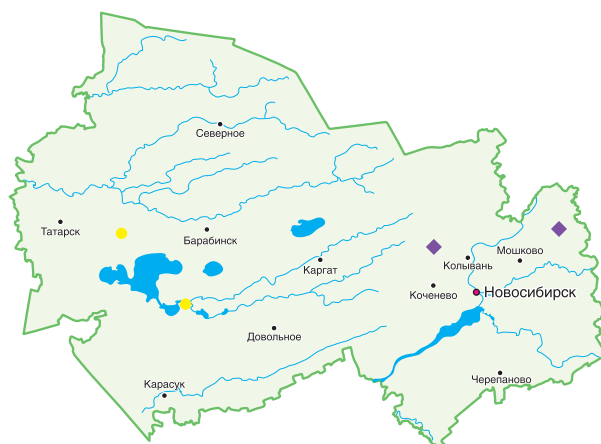 Северное
Татарск
Барабинск
Мошково
Колывань
Каргат
Коченево
Новосибирск
Довольное
Черепаново
Карасук